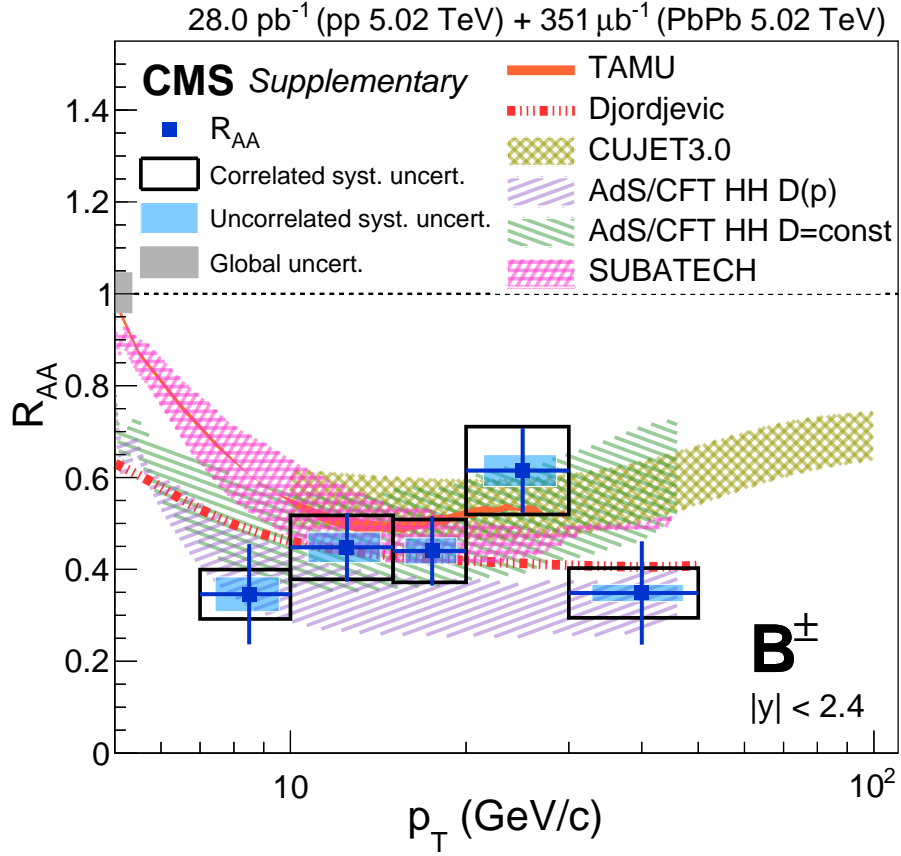 28.0 pb⁻¹ (pp 5.02 TeV) + 351 μb⁻¹ (PbPb 5.02 TeV)
CMS Supplementary
R_AA
Correlated syst. uncert.
Uncorrelated syst. uncert.
Global uncert.
TAMU
Djordjevic
CUJET3.0
AdS/CFT HH D(p)
AdS/CFT HH D=const
SUBATECH
R_AA
1.4
1.2
1
0.8
0.6
0.4
0.2
0
B±
|y| < 2.4
10
10²
p_T (GeV/c)